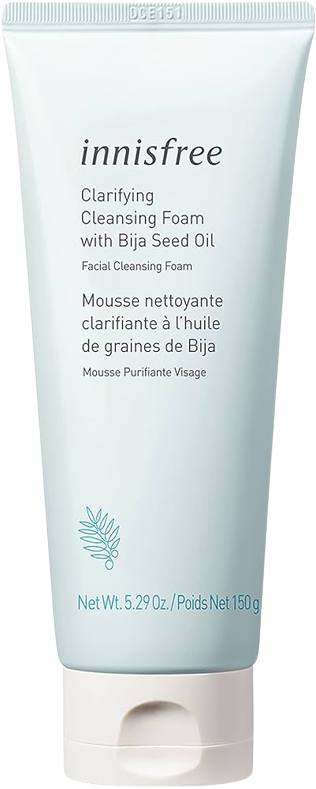 DCE151
innisfree
Clarifying
Cleansing Foam
with Bija Seed Oil
Facial Cleansing Foam
Mousse nettoyante
clarifiante à l'huile
de graines de Bija
Mousse Purifiante Visage
Net Wt. 5.29 Oz. / Poids Net 150 g